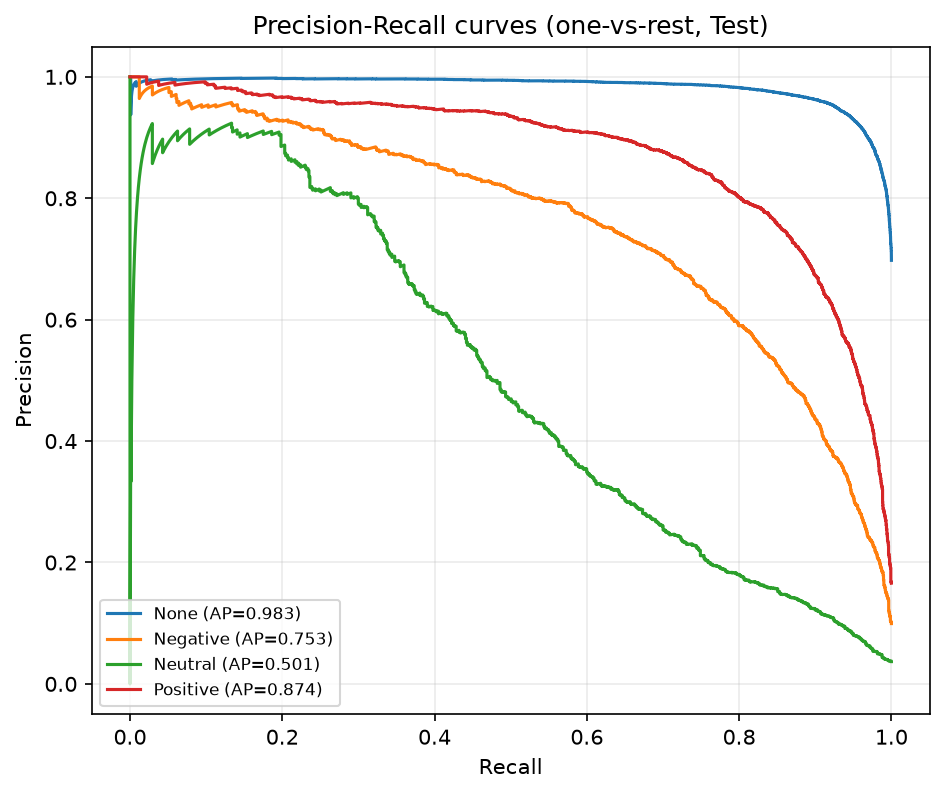 Precision-Recall curves (one-vs-rest, Test)
Precision
1.0
0.8
0.6
0.4
0.2
0.0
None (AP=0.983)
Negative (AP=0.753)
Neutral (AP=0.501)
Positive (AP=0.874)
0.0 0.2 0.4 0.6 0.8 1.0
Recall